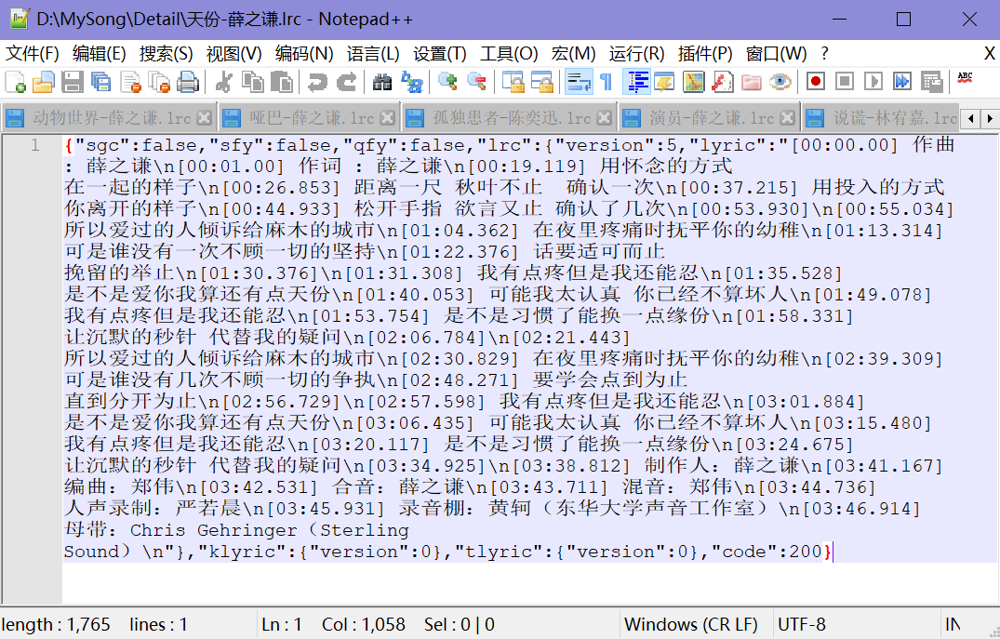 D:\MySong\Detail\天份-薛之谦.lrc - Notepad++
文件(F) 编辑(E) 搜索(S) 视图(V) 编码(N) 语言(L) 设置(T) 工具(O) 宏(M) 运行(R) 插件(P) 窗口(W) ? X
ABC
动物世界-薛之谦.lrc 哑巴-薛之谦.lrc 孤独患者-陈奕迅.lrc 演员-薛之谦.lrc 说谎-林宥嘉.lrc
1 {"sgc":false,"sfy":false,"qfy":false,"lrc":{"version":5,"lyric":"[00:00.00] 作曲
: 薛之谦\n[00:01.00] 作词 : 薛之谦\n[00:19.119] 用怀念的方式
在一起的样子\n[00:26.853] 距离一尺 秋叶不止  确认一次\n[00:37.215] 用投入的方式
你离开的样子\n[00:44.933] 松开手指 欲言又止 确认了几次\n[00:53.930]\n[00:55.034]
所以爱过的人倾诉给麻木的城市\n[01:04.362] 在夜里疼痛时抚平你的幼稚\n[01:13.314]
可是谁没有一次不顾一切的坚持\n[01:22.376] 话要适可而止
挽留的举止\n[01:30.376]\n[01:31.308] 我有点疼但是我还能忍\n[01:35.528]
是不是爱你我算还有点天份\n[01:40.053] 可能我太认真 你已经不算坏人\n[01:49.078]
我有点疼但是我还能忍\n[01:53.754] 是不是习惯了能换一点缘份\n[01:58.331]
让沉默的秒针 代替我的疑问\n[02:06.784]\n[02:21.443]
所以爱过的人倾诉给麻木的城市\n[02:30.829] 在夜里疼痛时抚平你的幼稚\n[02:39.309]
可是谁没有几次不顾一切的争执\n[02:48.271] 要学会点到为止
直到分开为止\n[02:56.729]\n[02:57.598] 我有点疼但是我还能忍\n[03:01.884]
是不是爱你我算还有点天份\n[03:06.435] 可能我太认真 你已经不算坏人\n[03:15.480]
我有点疼但是我还能忍\n[03:20.117] 是不是习惯了能换一点缘份\n[03:24.675]
让沉默的秒针 代替我的疑问\n[03:34.925]\n[03:38.812] 制作人：薛之谦\n[03:41.167]
编曲：郑伟\n[03:42.531] 合音：薛之谦\n[03:43.711] 混音：郑伟\n[03:44.736]
人声录制：严若晨\n[03:45.931] 录音棚：黄轲（东华大学声音工作室）\n[03:46.914]
母带：Chris Gehringer（Sterling
Sound）\n"},"klyric":{"version":0},"tlyric":{"version":0},"code":200}
length : 1,765 lines : 1 Ln : 1 Col : 1,058 Sel : 0 | 0 Windows (CR LF) UTF-8 IN